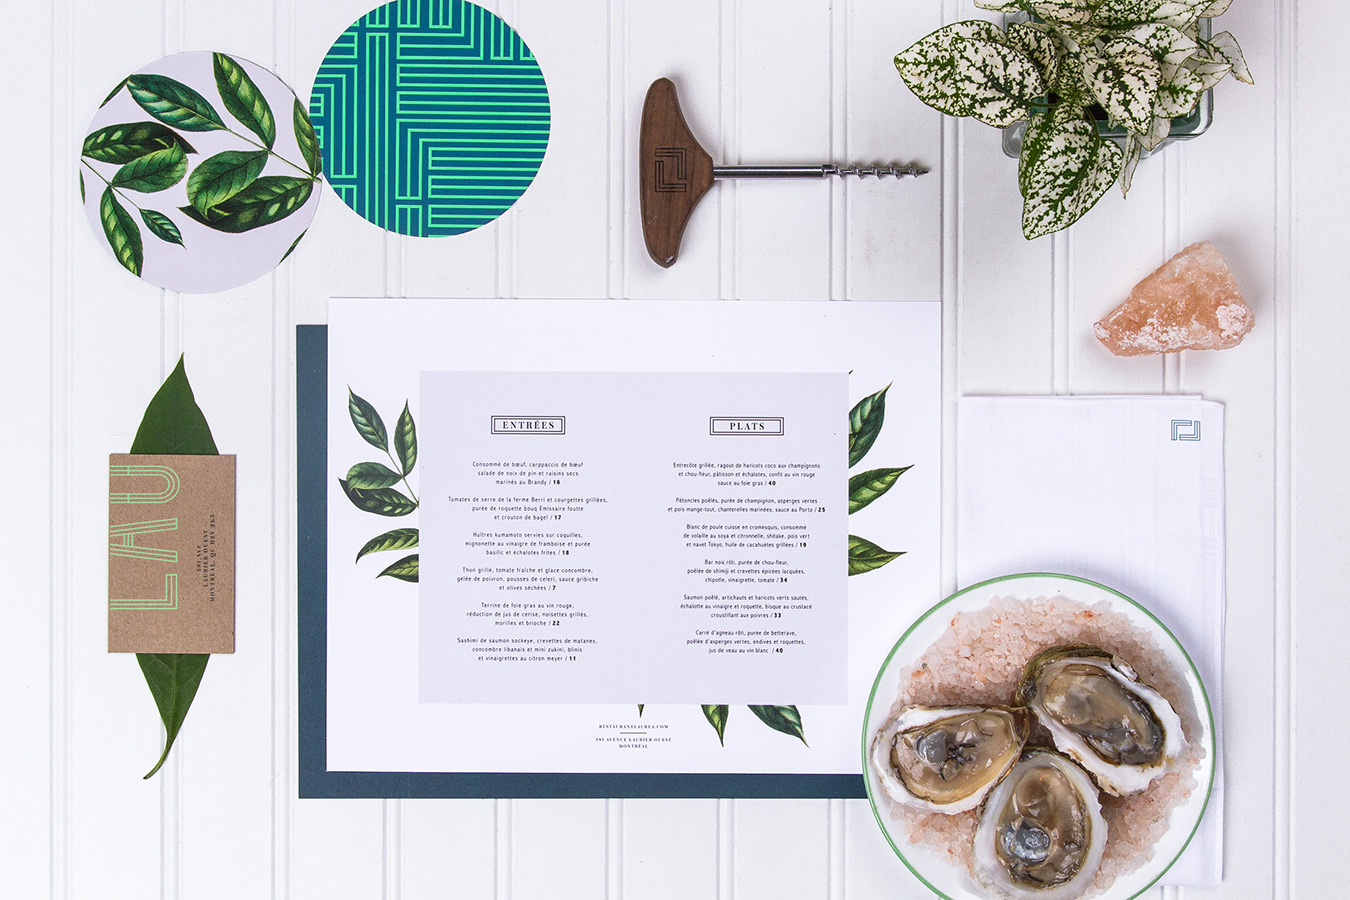 LAU
381 AVE
LAURIER OUEST
MONTRÉAL, QC H2V 2K3
ENTRÉES
Consommé de bœuf, carppaccio de bœuf
salade de noix de pin et raisins secs
marinés au Brandy / 16
Tomates de serre de la ferme Berri et courgettes grillées,
purée de roquette bouq Emissaire foutte
et crouton de bagel / 17
Huîtres kumamoto servies sur coquilles,
mignonette au vinaigre de framboise et purée
basilic et échalotes frites / 18
Thon grillé, tomate fraîche et glace concombre,
gelée de poivron, pousses de celeri, sauce gribiche
et olives séchées / 7
Terrine de foie gras au vin rouge,
réduction de jus de cerise, noisettes grillés,
morilles et brioche / 22
Sashimi de saumon sockeye, crevettes de matanes,
concombre libanais et mini zukini, blinis
et vinaigrettes au citron meyer / 11
PLATS
Entrecôte grillée, ragout de haricots coco aux champignons
et chou-fleur, pâtisson et échalotes, confit au vin rouge
sauce au foie gras / 40
Pétoncles poêlés, purée de champignon, asperges vertes
et pois mange-tout, chanterelles marinées, sauce au Porto / 25
Blanc de poule cuisse en cromesquis, consommé
de volaille au soya et citronnelle, shitake, pois vert
et navet Tokyo, huile de cacahuètes grillées / 19
Bar noir rôti, purée de chou-fleur,
poêlée de shimiji et crevettes épicées lacquées,
chipotle, vinaigrette, tomate / 34
Saumon poêlé, artichauts et haricots verts sautés,
échalotte au vinaigre et roquette, bisque au crustacé
croustillant aux poivres / 33
Carré d'agneau rôti, purée de betterave,
poêlée d'asperges vertes, endives et roquettes,
jus de veau au vin blanc / 40
RESTAURANTLAUREA.COM
381 AVENUE LAURIER OUEST
MONTRÉAL